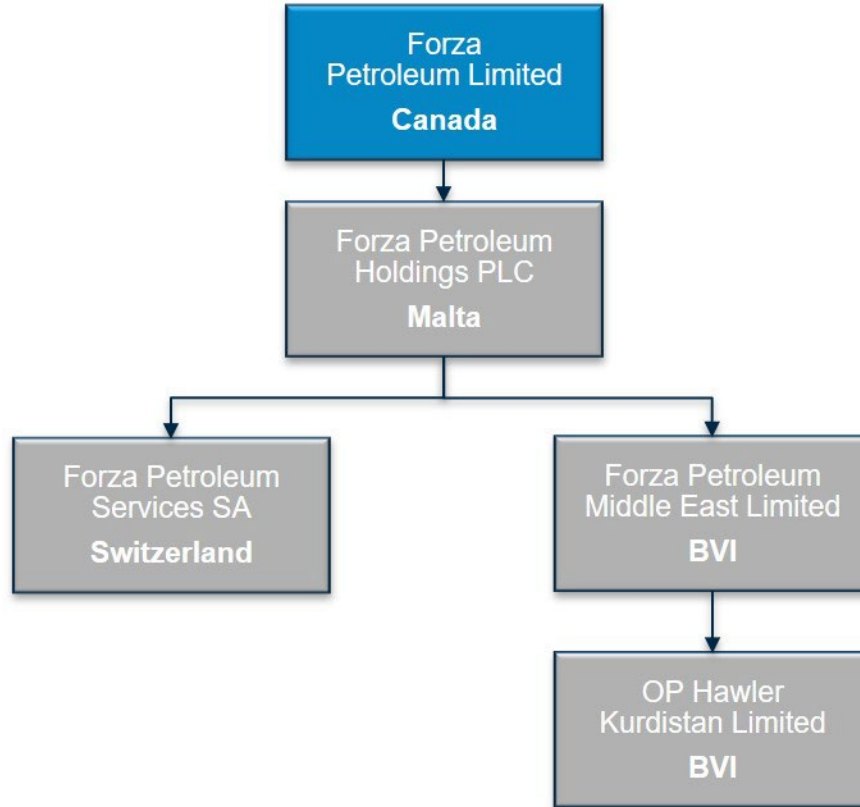 Forza
Petroleum Limited
Canada
Forza Petroleum
Holdings PLC
Malta
Forza Petroleum
Services SA
Switzerland
Forza Petroleum
Middle East Limited
BVI
OP Hawler
Kurdistan Limited
BVI